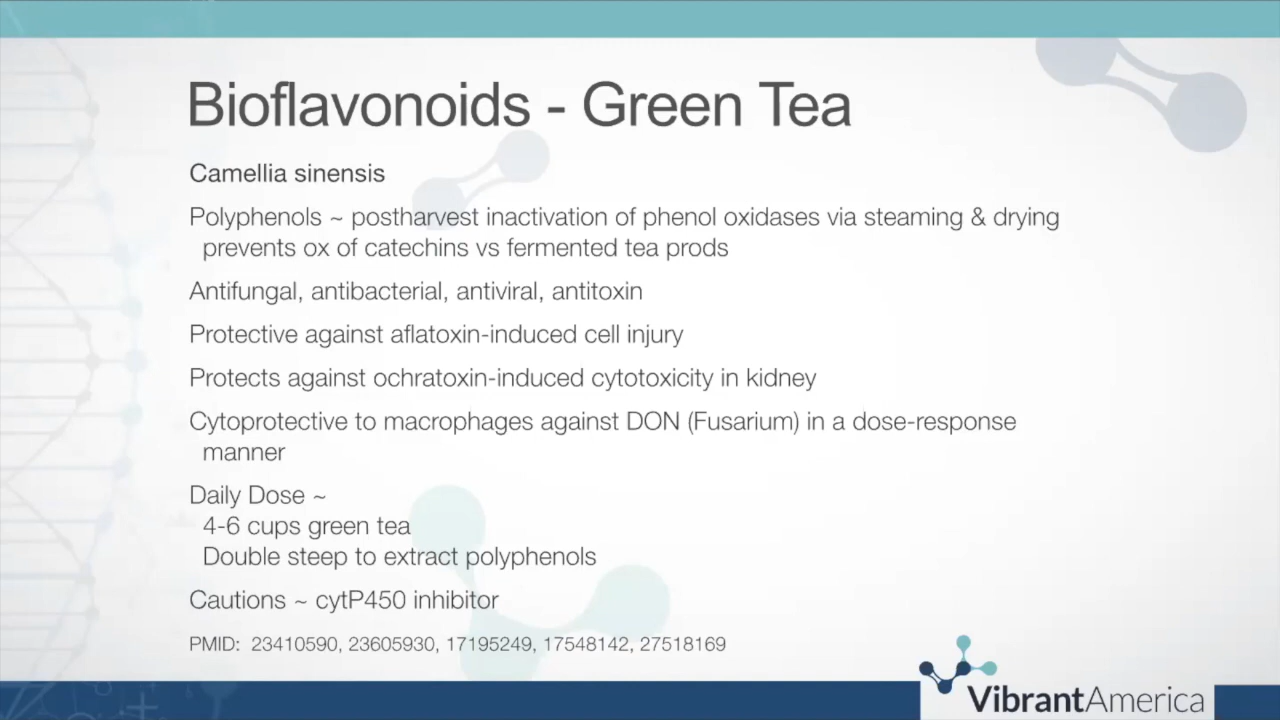 Bioflavonoids - Green Tea
Camellia sinensis
Polyphenols ~ postharvest inactivation of phenol oxidases via steaming & drying
prevents ox of catechins vs fermented tea prods
Antifungal, antibacterial, antiviral, antitoxin
Protective against aflatoxin-induced cell injury
Protects against ochratoxin-induced cytotoxicity in kidney
Cytoprotective to macrophages against DON (Fusarium) in a dose-response
manner
Daily Dose ~
4-6 cups green tea
Double steep to extract polyphenols
Cautions ~ cytP450 inhibitor
PMID: 23410590, 23605930, 17195249, 17548142, 27518169
VibrantAmerica